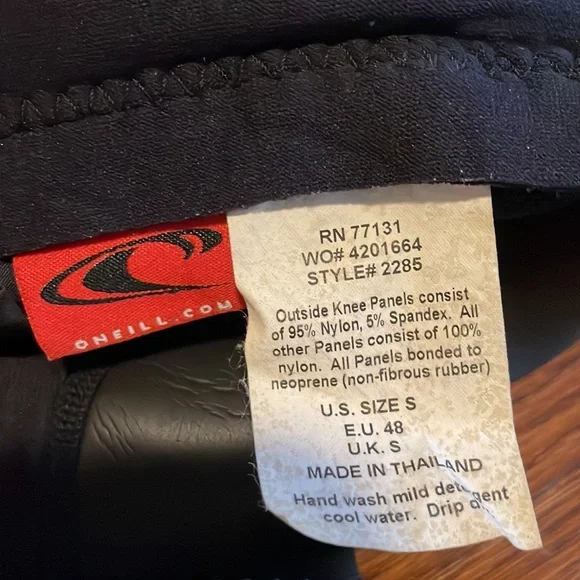 RN 77131
WO# 4201664
STYLE# 2285
Outside Knee Panels consist
of 95% Nylon, 5% Spandex. All
other Panels consist of 100%
nylon. All Panels bonded to
neoprene (non-fibrous rubber)
U.S. SIZE S
E.U. 48
U.K. S
MADE IN THAILAND
Hand wash mild detergent
cool water. Drip
ONEILL.COM